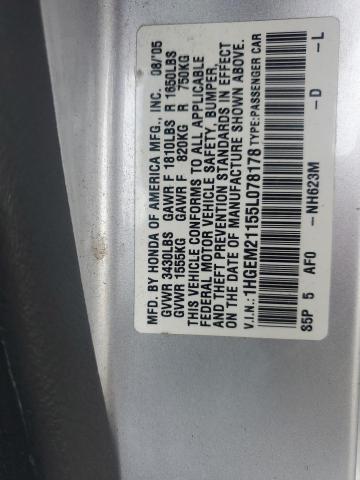 MFD. BY HONDA OF AMERICA MFG., INC. 08/'05
GVWR 3430LBS GAWR F 1810LBS R 1650LBS
GVWR 1555KG GAWR F 820KG R 750KG
THIS VEHICLE CONFORMS TO ALL APPLICABLE
FEDERAL MOTOR VEHICLE SAFETY, BUMPER,
AND THEFT PREVENTION STANDARDS IN EFFECT
ON THE DATE OF MANUFACTURE SHOWN ABOVE.
V.I.N.: 1HGEM21155L078178 TYPE:PASSENGER CAR
S5P 5 AF0 -NH623M -D -L